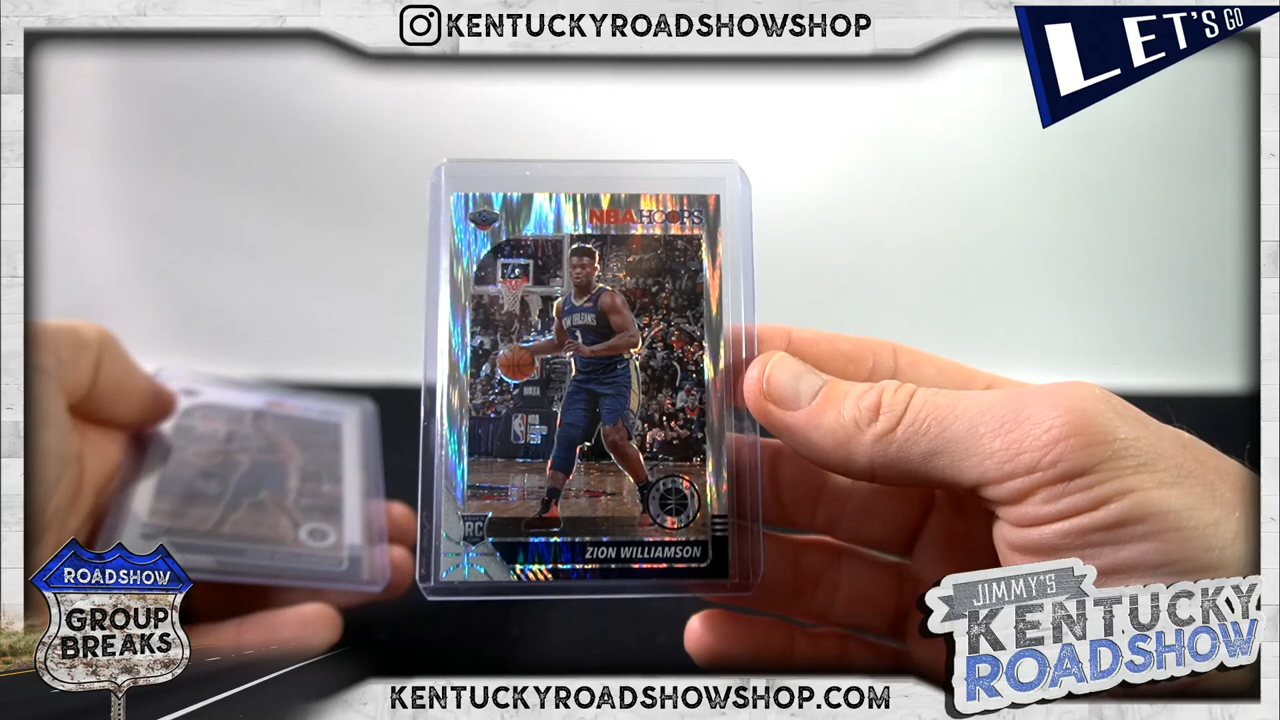 KENTUCKYROADSHOWSHOP
LET'S GO
NBA HOOPS
NEW ORLEANS
RC
ZION WILLIAMSON
ROADSHOW
GROUP
BREAKS
JIMMY'S
KENTUCKY
ROADSHOW
KENTUCKYROADSHOWSHOP.COM